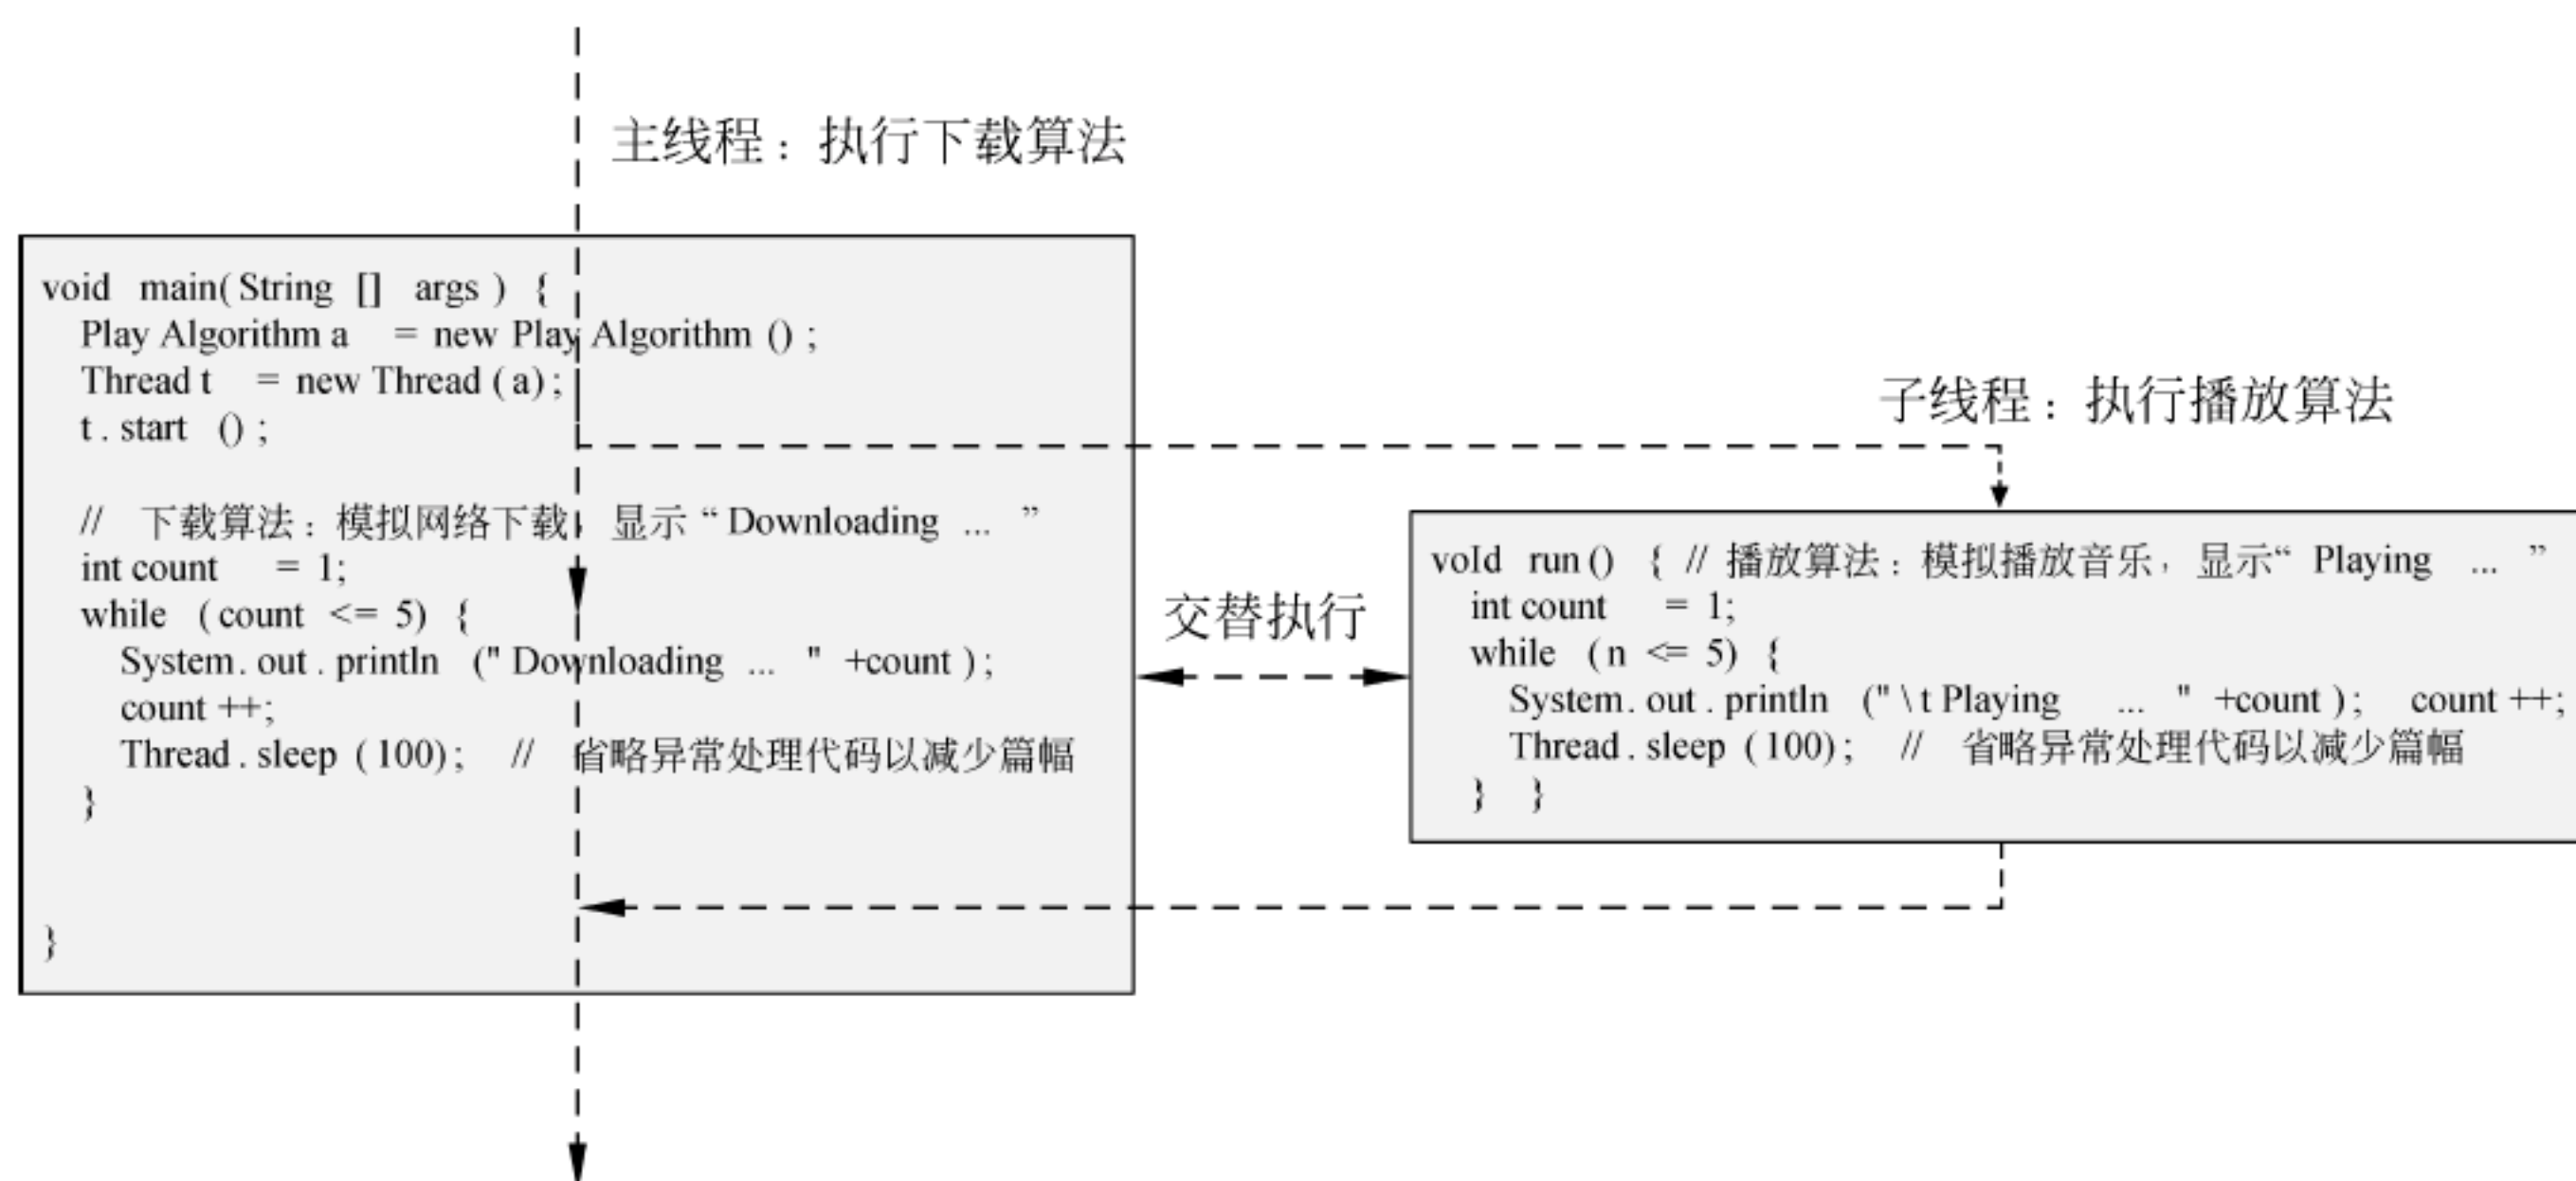 主线程：执行下载算法
void main(String [] args) {
Play Algorithm a = new Play Algorithm () ;
Thread t = new Thread (a);
t. start () ;
// 下载算法：模拟网络下载，显示 “Downloading ... ”
int count = 1;
while (count <= 5) {
System. out . println (" Downloading ... " +count );
count ++;
Thread. sleep (100); // 省略异常处理代码以减少篇幅
}
}
交替执行
子线程：执行播放算法
voId run () { // 播放算法：模拟播放音乐，显示“ Playing ... ”
int count = 1;
while (n <= 5) {
System. out . println ("\t Playing ... " +count ); count ++;
Thread. sleep (100); // 省略异常处理代码以减少篇幅
} }